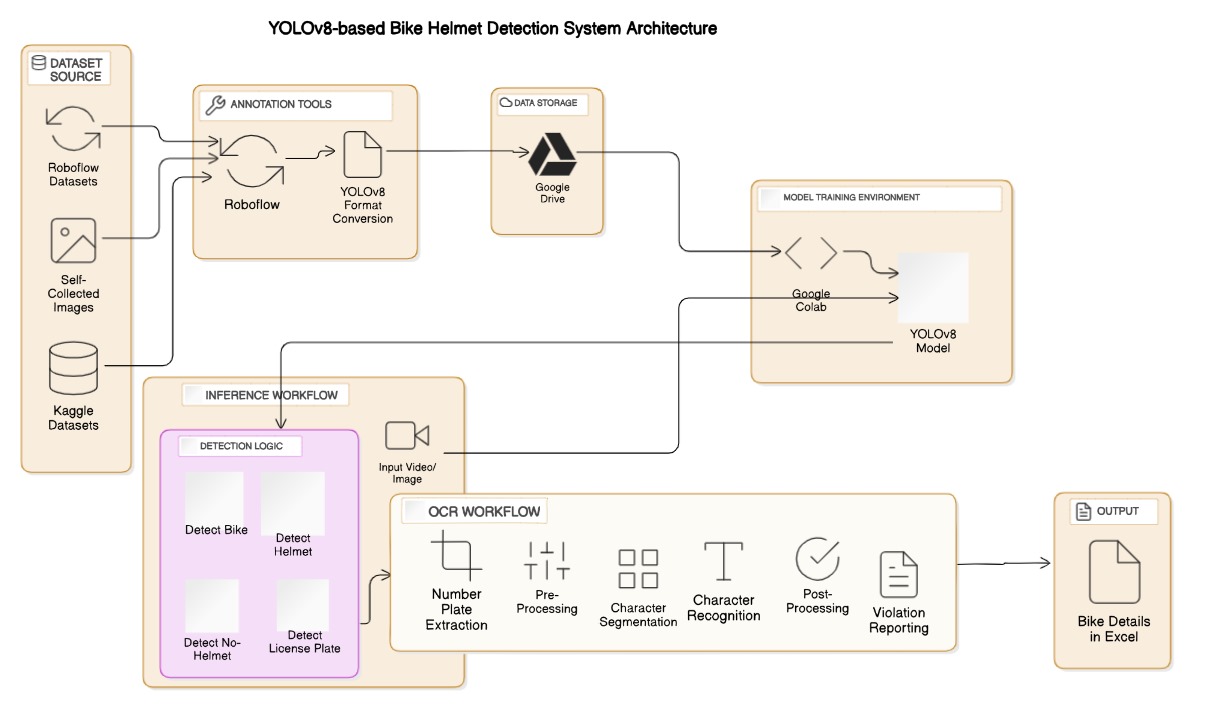 YOLOv8-based Bike Helmet Detection System Architecture
DATASET
SOURCE
Roboflow
Datasets
Self-
Collected
Images
Kaggle
Datasets
ANNOTATION TOOLS
Roboflow
YOLOv8
Format
Conversion
DATA STORAGE
Google
Drive
MODEL TRAINING ENVIRONMENT
Google
Colab
YOLOv8
Model
INFERENCE WORKFLOW
DETECTION LOGIC
Detect Bike
Detect
Helmet
Detect No-
Helmet
Detect
License Plate
Input Video/
Image
OCR WORKFLOW
Number
Plate
Extraction
Pre-
Processing
Character
Segmentation
Character
Recognition
Post-
Processing
Violation
Reporting
OUTPUT
Bike Details
in Excel